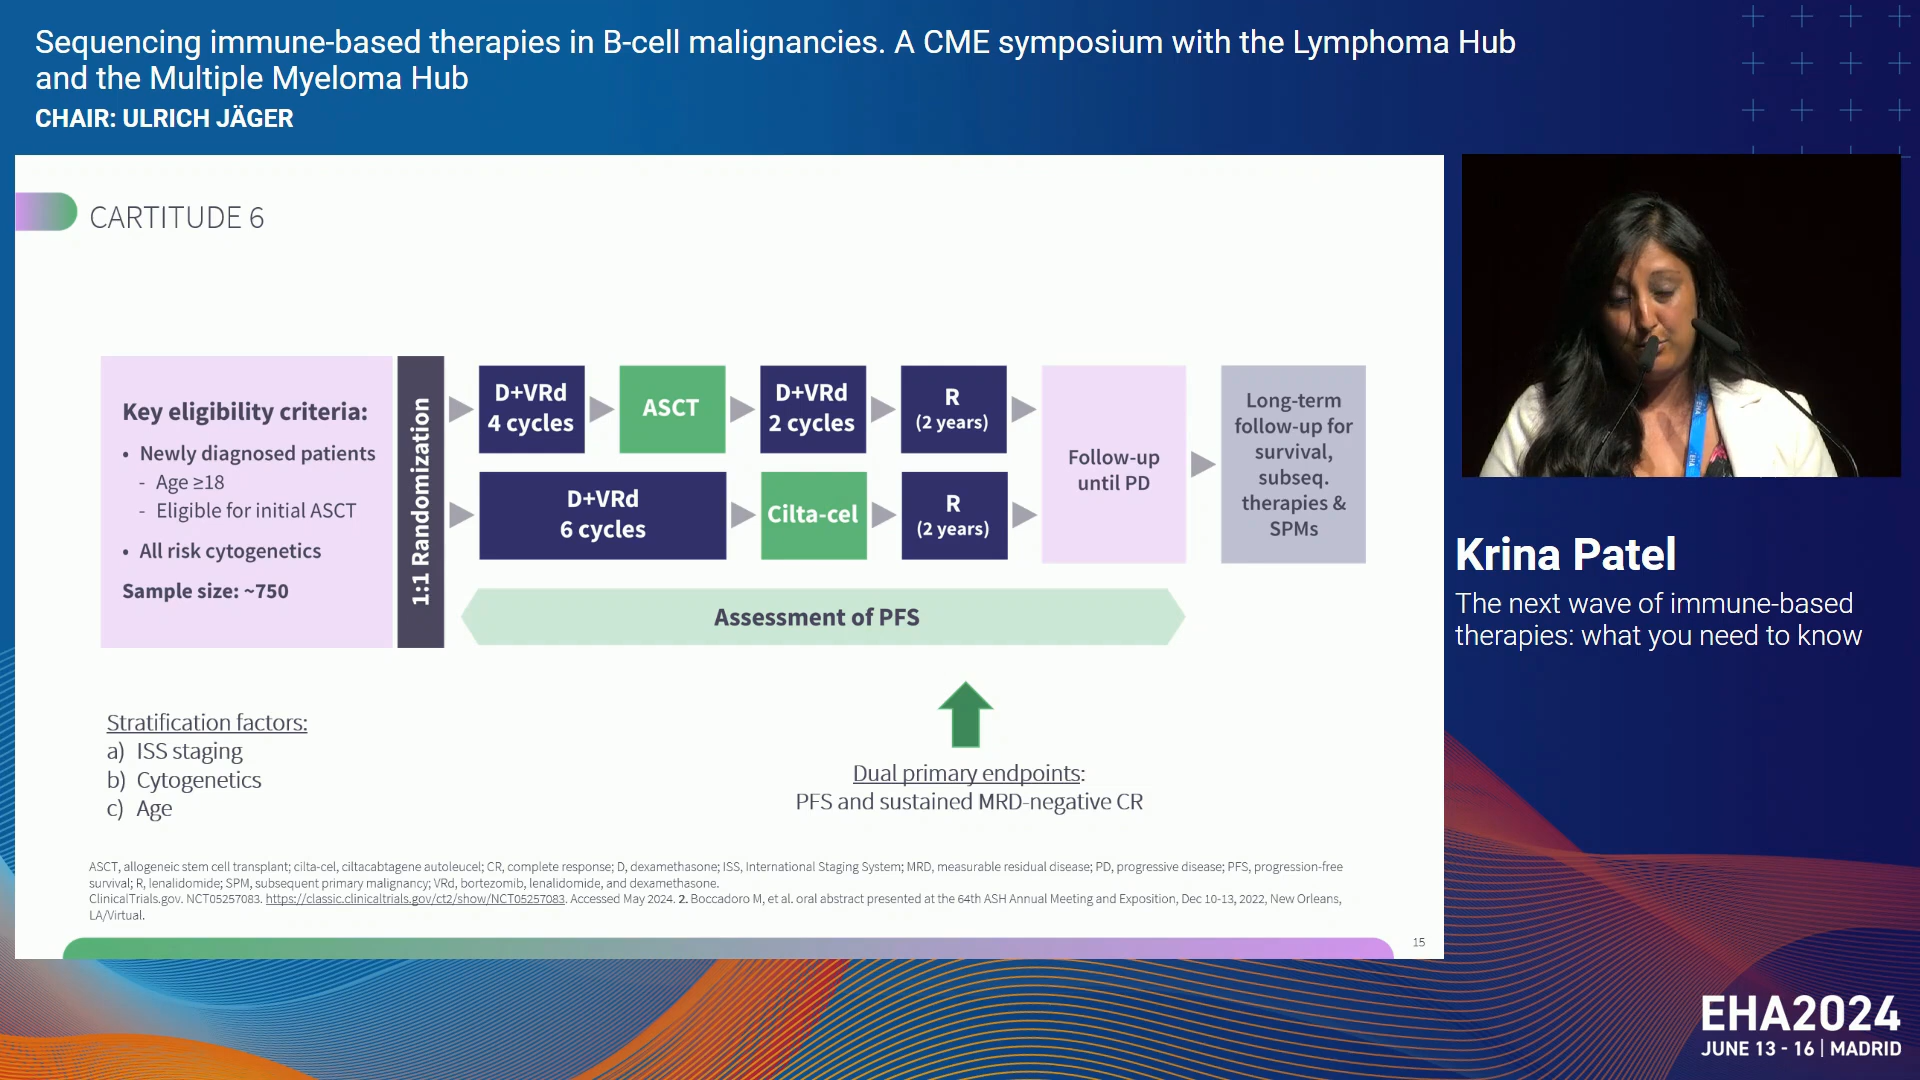 Sequencing immune-based therapies in B-cell malignancies. A CME symposium with the Lymphoma Hub
and the Multiple Myeloma Hub
CHAIR: ULRICH JÄGER
CARTITUDE 6
Key eligibility criteria:
• Newly diagnosed patients
- Age ≥18
- Eligible for initial ASCT
• All risk cytogenetics
Sample size: ~750
1:1 Randomization
D+VRd
4 cycles
ASCT
D+VRd
2 cycles
R
(2 years)
D+VRd
6 cycles
Cilta-cel
R
(2 years)
Follow-up
until PD
Long-term
follow-up for
survival,
subseq.
therapies &
SPMs
Assessment of PFS
Stratification factors:
a) ISS staging
b) Cytogenetics
c) Age
Dual primary endpoints:
PFS and sustained MRD-negative CR
ASCT, allogeneic stem cell transplant; cilta-cel, ciltacabtagene autoleucel; CR, complete response; D, dexamethasone; ISS, International Staging System; MRD, measurable residual disease; PD, progressive disease; PFS, progression-free
survival; R, lenalidomide; SPM, subsequent primary malignancy; VRd, bortezomib, lenalidomide, and dexamethasone.
ClinicalTrials.gov. NCT05257083. https://classic.clinicaltrials.gov/ct2/show/NCT05257083. Accessed May 2024. 2. Boccadoro M, et al. oral abstract presented at the 64th ASH Annual Meeting and Exposition, Dec 10-13, 2022, New Orleans,
LA/Virtual.
15
EHA
Krina Patel
The next wave of immune-based
therapies: what you need to know
EHA2024
JUNE 13 - 16 | MADRID